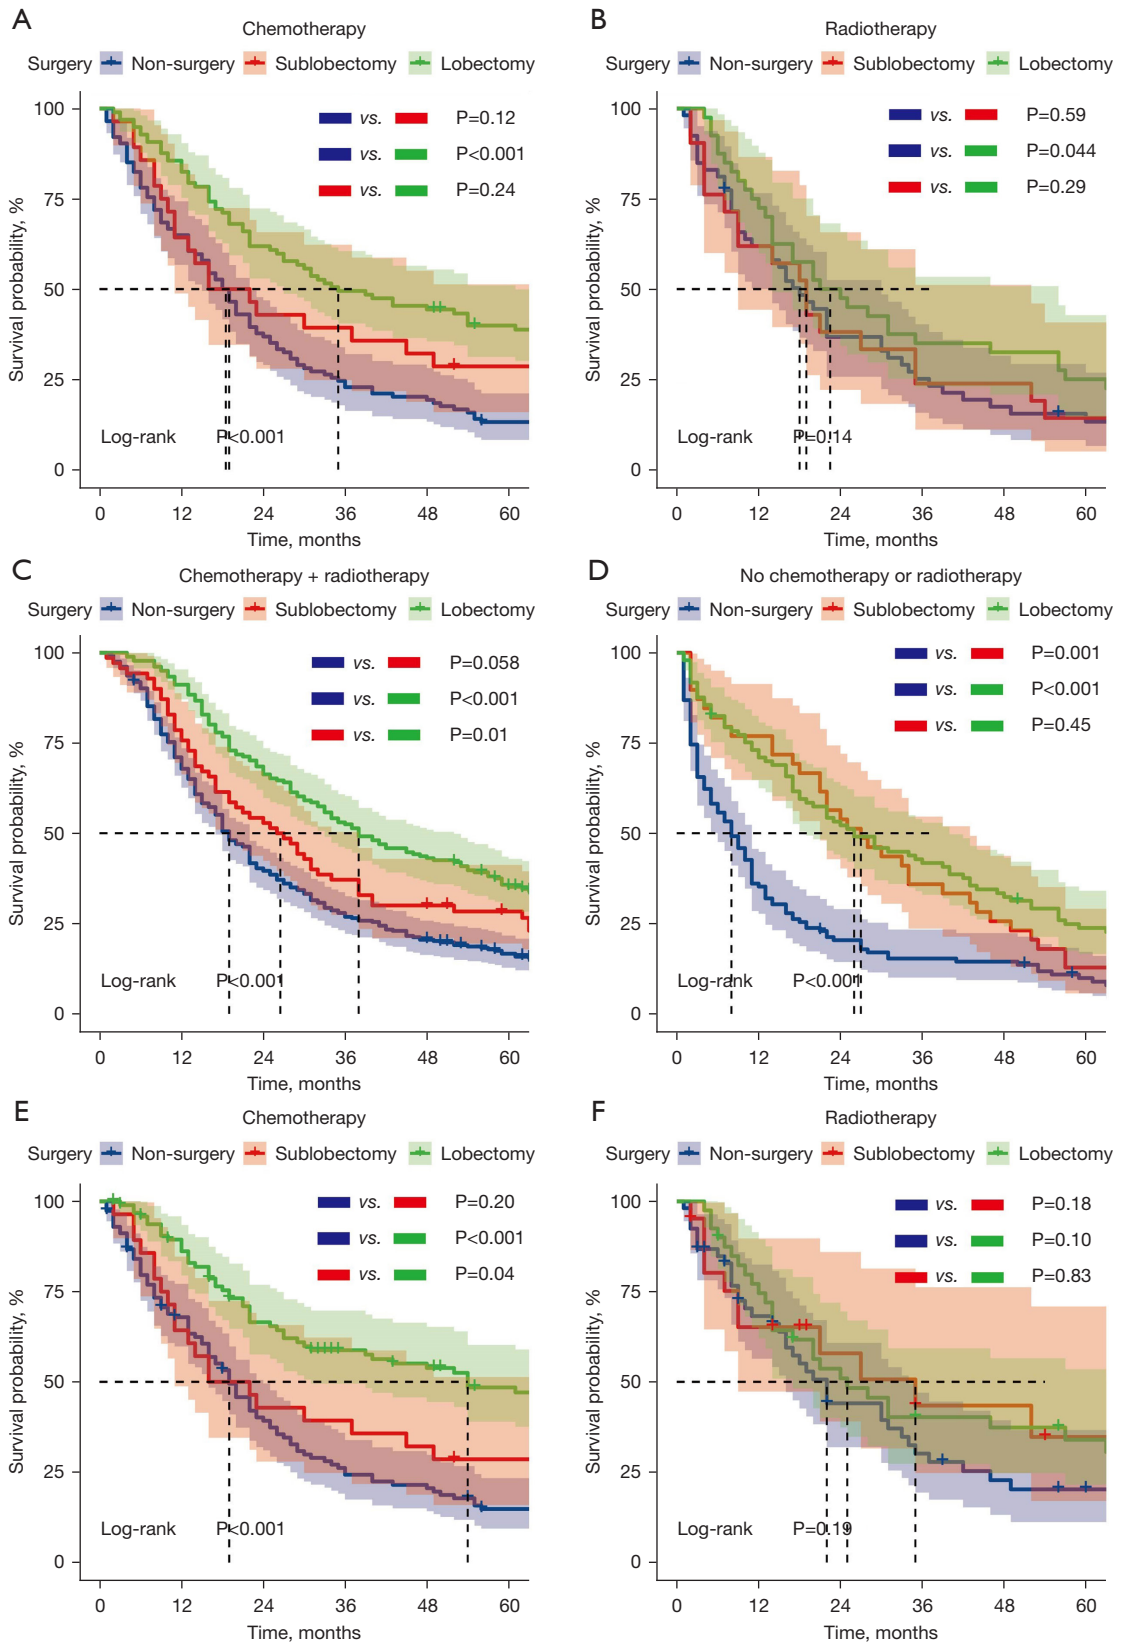 A
Chemotherapy
Surgery Non-surgery Sublobectomy Lobectomy
Survival probability, %
100
75
50
25
0
vs. P=0.12
vs. P<0.001
vs. P=0.24
Log-rank P<0.001
0 12 24 36 48 60
Time, months
B
Radiotherapy
Surgery Non-surgery Sublobectomy Lobectomy
Survival probability, %
100
75
50
25
0
vs. P=0.59
vs. P=0.044
vs. P=0.29
Log-rank P=0.14
0 12 24 36 48 60
Time, months
C
Chemotherapy + radiotherapy
Surgery Non-surgery Sublobectomy Lobectomy
Survival probability, %
100
75
50
25
0
vs. P=0.058
vs. P<0.001
vs. P=0.01
Log-rank P<0.001
0 12 24 36 48 60
Time, months
D
No chemotherapy or radiotherapy
Surgery Non-surgery Sublobectomy Lobectomy
Survival probability, %
100
75
50
25
0
vs. P=0.001
vs. P<0.001
vs. P=0.45
Log-rank P<0.001
0 12 24 36 48 60
Time, months
E
Chemotherapy
Surgery Non-surgery Sublobectomy Lobectomy
Survival probability, %
100
75
50
25
0
vs. P=0.20
vs. P<0.001
vs. P=0.04
Log-rank P<0.001
0 12 24 36 48 60
Time, months
F
Radiotherapy
Surgery Non-surgery Sublobectomy Lobectomy
Survival probability, %
100
75
50
25
0
vs. P=0.18
vs. P=0.10
vs. P=0.83
Log-rank P=0.19
0 12 24 36 48 60
Time, months